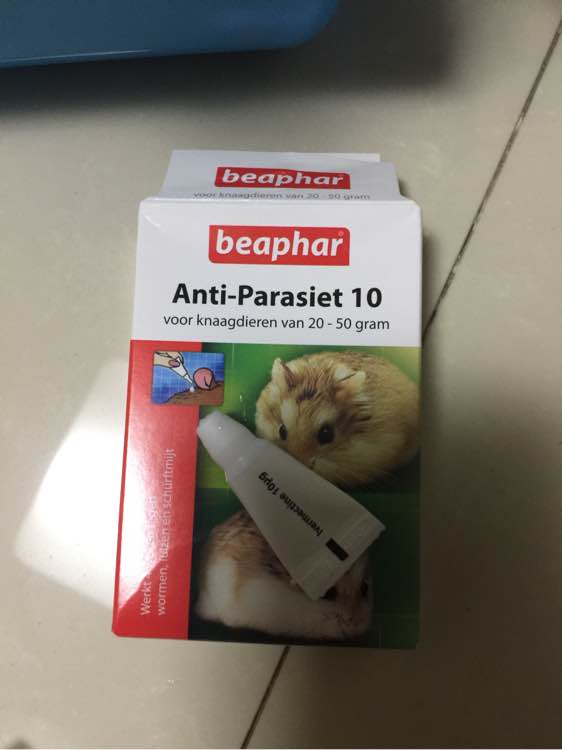 beaphar
voor knaagdieren van 20 - 50 gram
beaphar
Anti-Parasiet 10
voor knaagdieren van 20 - 50 gram
Ivermectine 10µg
Werkt
wormen, luizen en schurftmijt